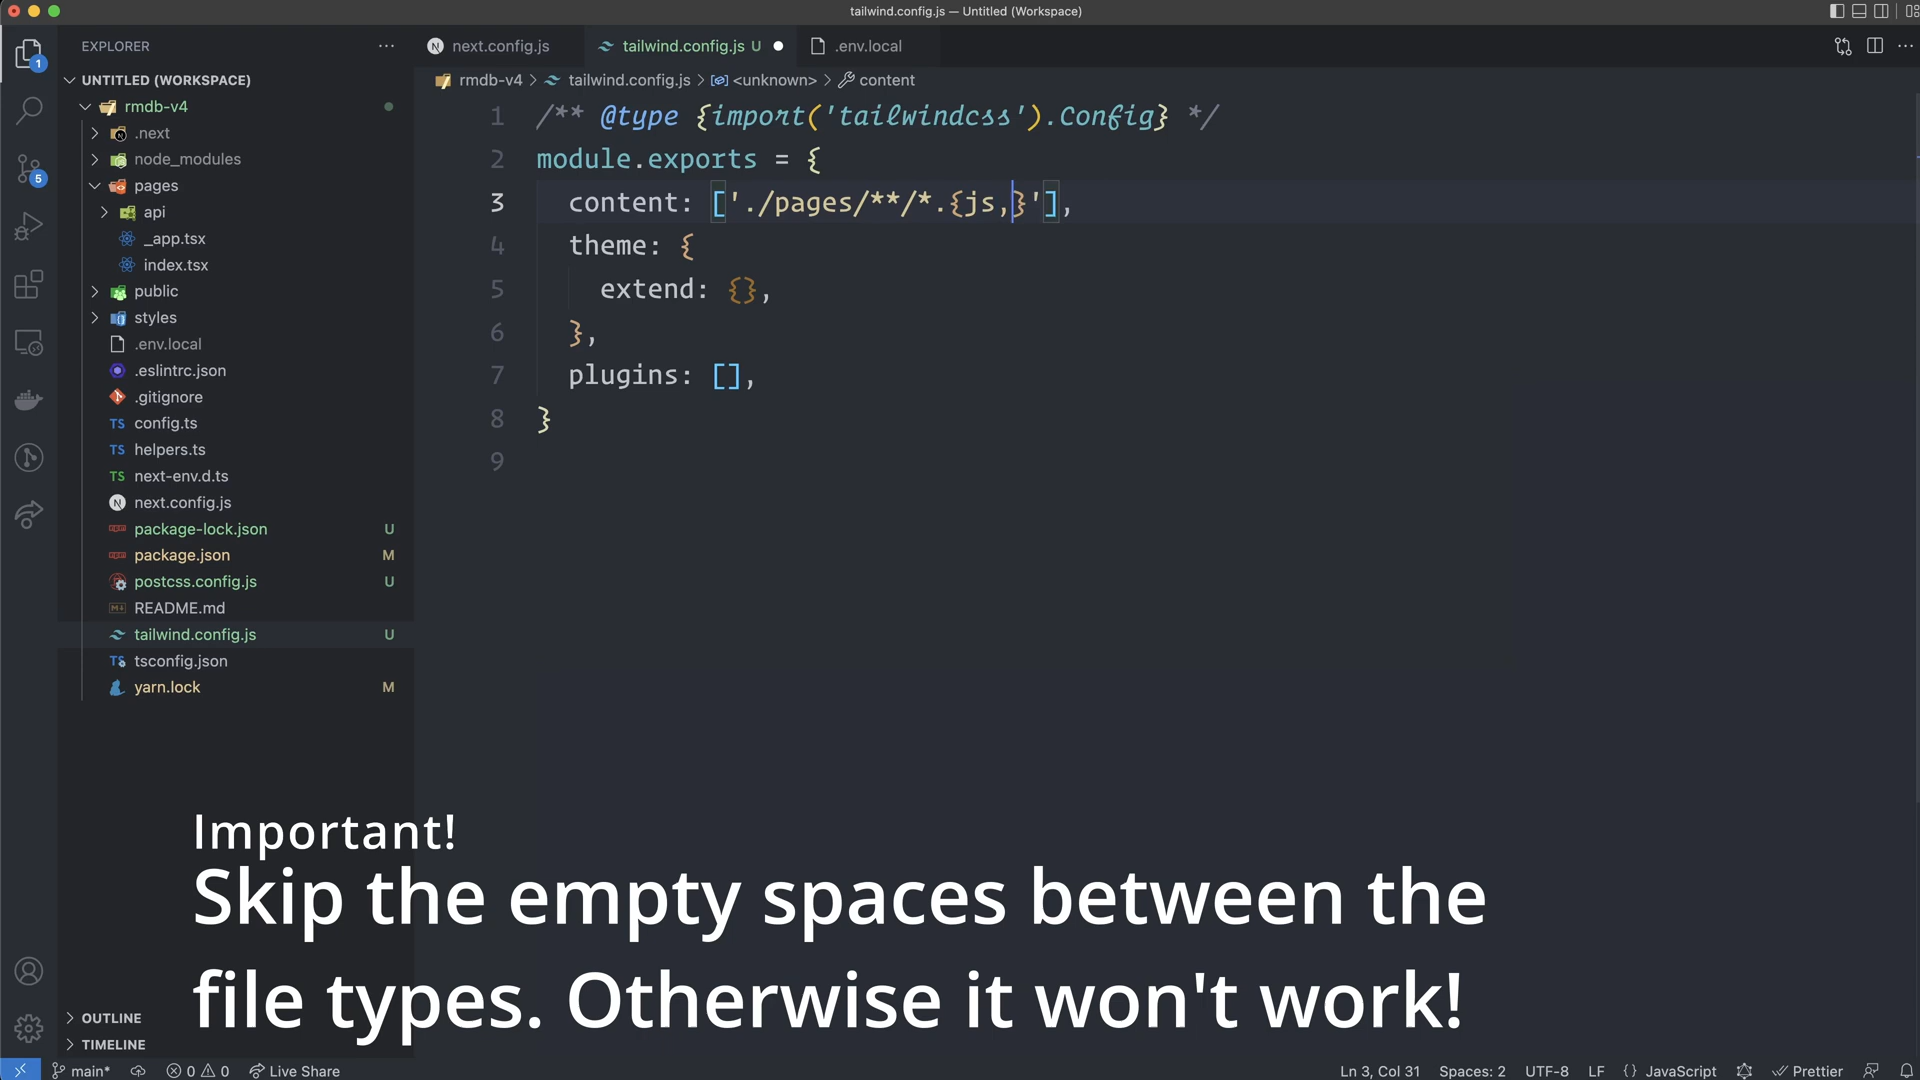 tailwind.config.js — Untitled (Workspace)
EXPLORER
UNTITLED (WORKSPACE)
rmdb-v4
.next
node_modules
pages
api
_app.tsx
index.tsx
public
styles
.env.local
.eslintrc.json
.gitignore
TS config.ts
TS helpers.ts
TS next-env.d.ts
N next.config.js
package-lock.json U
package.json M
postcss.config.js U
README.md
tailwind.config.js U
TS tsconfig.json
yarn.lock M
OUTLINE
TIMELINE
1
5
N next.config.js
tailwind.config.js U
.env.local
rmdb-v4 > tailwind.config.js > <unknown> > content
1 /** @type {import('tailwindcss').Config} */
2 module.exports = {
3 content: ['./pages/**/*.{js,}'],
4 theme: {
5 extend: {},
6 },
7 plugins: [],
8 }
9
Important!
Skip the empty spaces between the
file types. Otherwise it won't work!
main* 0 0 Live Share
Ln 3, Col 31 Spaces: 2 UTF-8 LF {} JavaScript Prettier